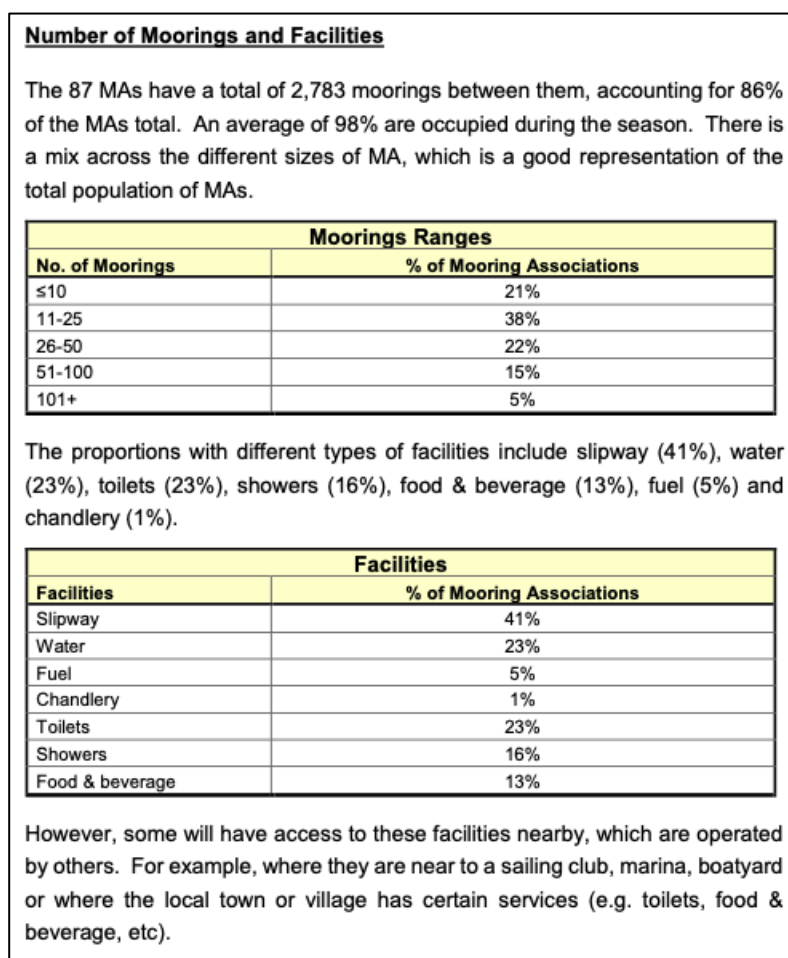 Number of Moorings and Facilities
The 87 MAs have a total of 2,783 moorings between them, accounting for 86%
of the MAs total. An average of 98% are occupied during the season. There is
a mix across the different sizes of MA, which is a good representation of the
total population of MAs.
Moorings Ranges
No. of Moorings % of Mooring Associations
≤10 21%
11-25 38%
26-50 22%
51-100 15%
101+ 5%
The proportions with different types of facilities include slipway (41%), water
(23%), toilets (23%), showers (16%), food & beverage (13%), fuel (5%) and
chandlery (1%).
Facilities
Facilities % of Mooring Associations
Slipway 41%
Water 23%
Fuel 5%
Chandlery 1%
Toilets 23%
Showers 16%
Food & beverage 13%
However, some will have access to these facilities nearby, which are operated
by others. For example, where they are near to a sailing club, marina, boatyard
or where the local town or village has certain services (e.g. toilets, food &
beverage, etc).